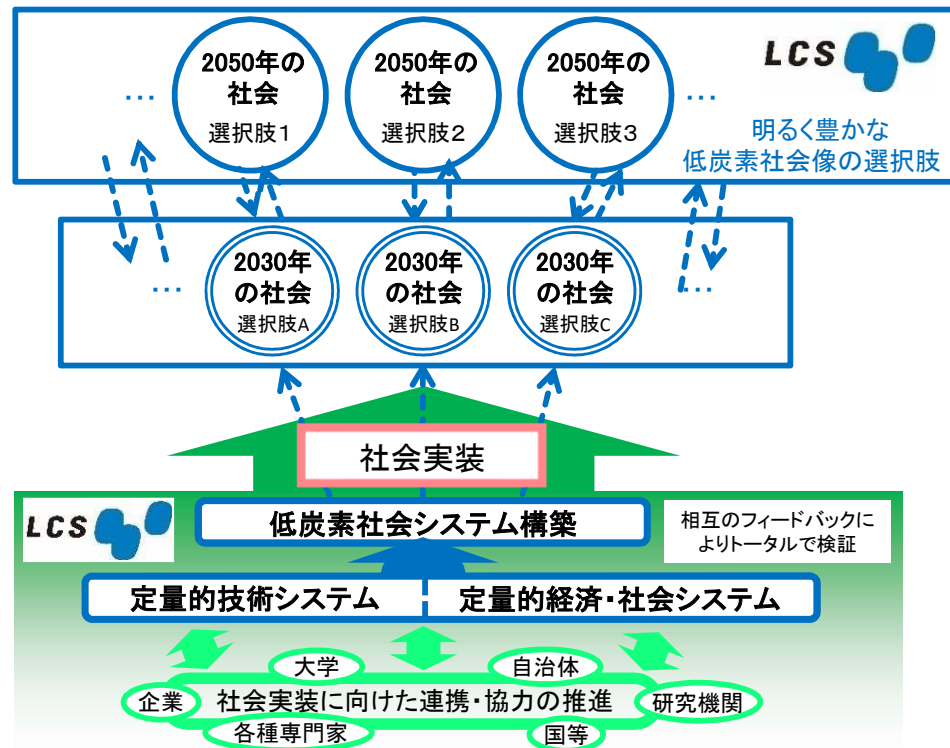 2050年の
社会
選択肢1
2050年の
社会
選択肢2
2050年の
社会
選択肢3
…
…
LCS
明るく豊かな
低炭素社会像の選択肢
2030年
の社会
選択肢A
2030年
の社会
選択肢B
2030年
の社会
選択肢C
…
…
社会実装
LCS
低炭素社会システム構築
相互のフィードバックに
よりトータルで検証
定量的技術システム
定量的経済・社会システム
大学
自治体
企業
社会実装に向けた連携・協力の推進
研究機関
各種専門家
国等